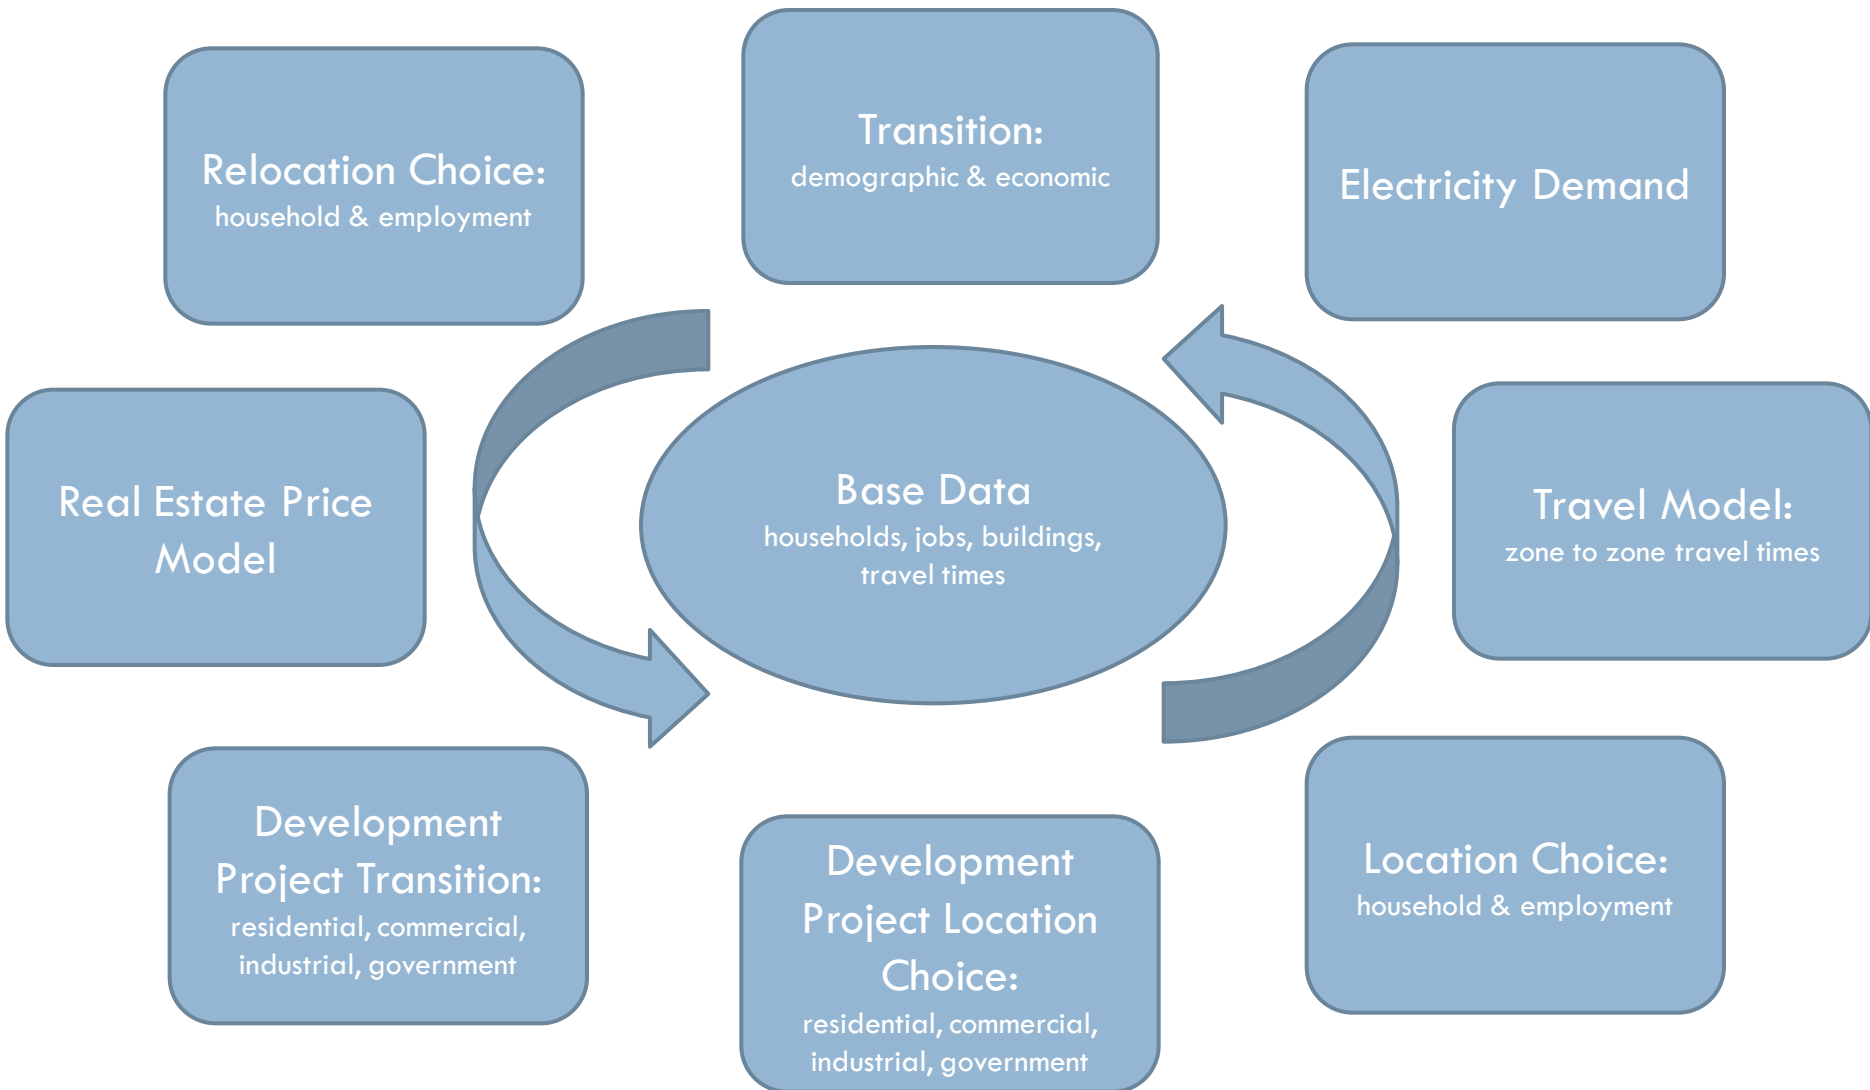 Transition:
demographic & economic
Relocation Choice:
household & employment
Electricity Demand
Real Estate Price
Model
Base Data
households, jobs, buildings,
travel times
Travel Model:
zone to zone travel times
Development
Project Transition:
residential, commercial,
industrial, government
Development
Project Location
Choice:
residential, commercial,
industrial, government
Location Choice:
household & employment